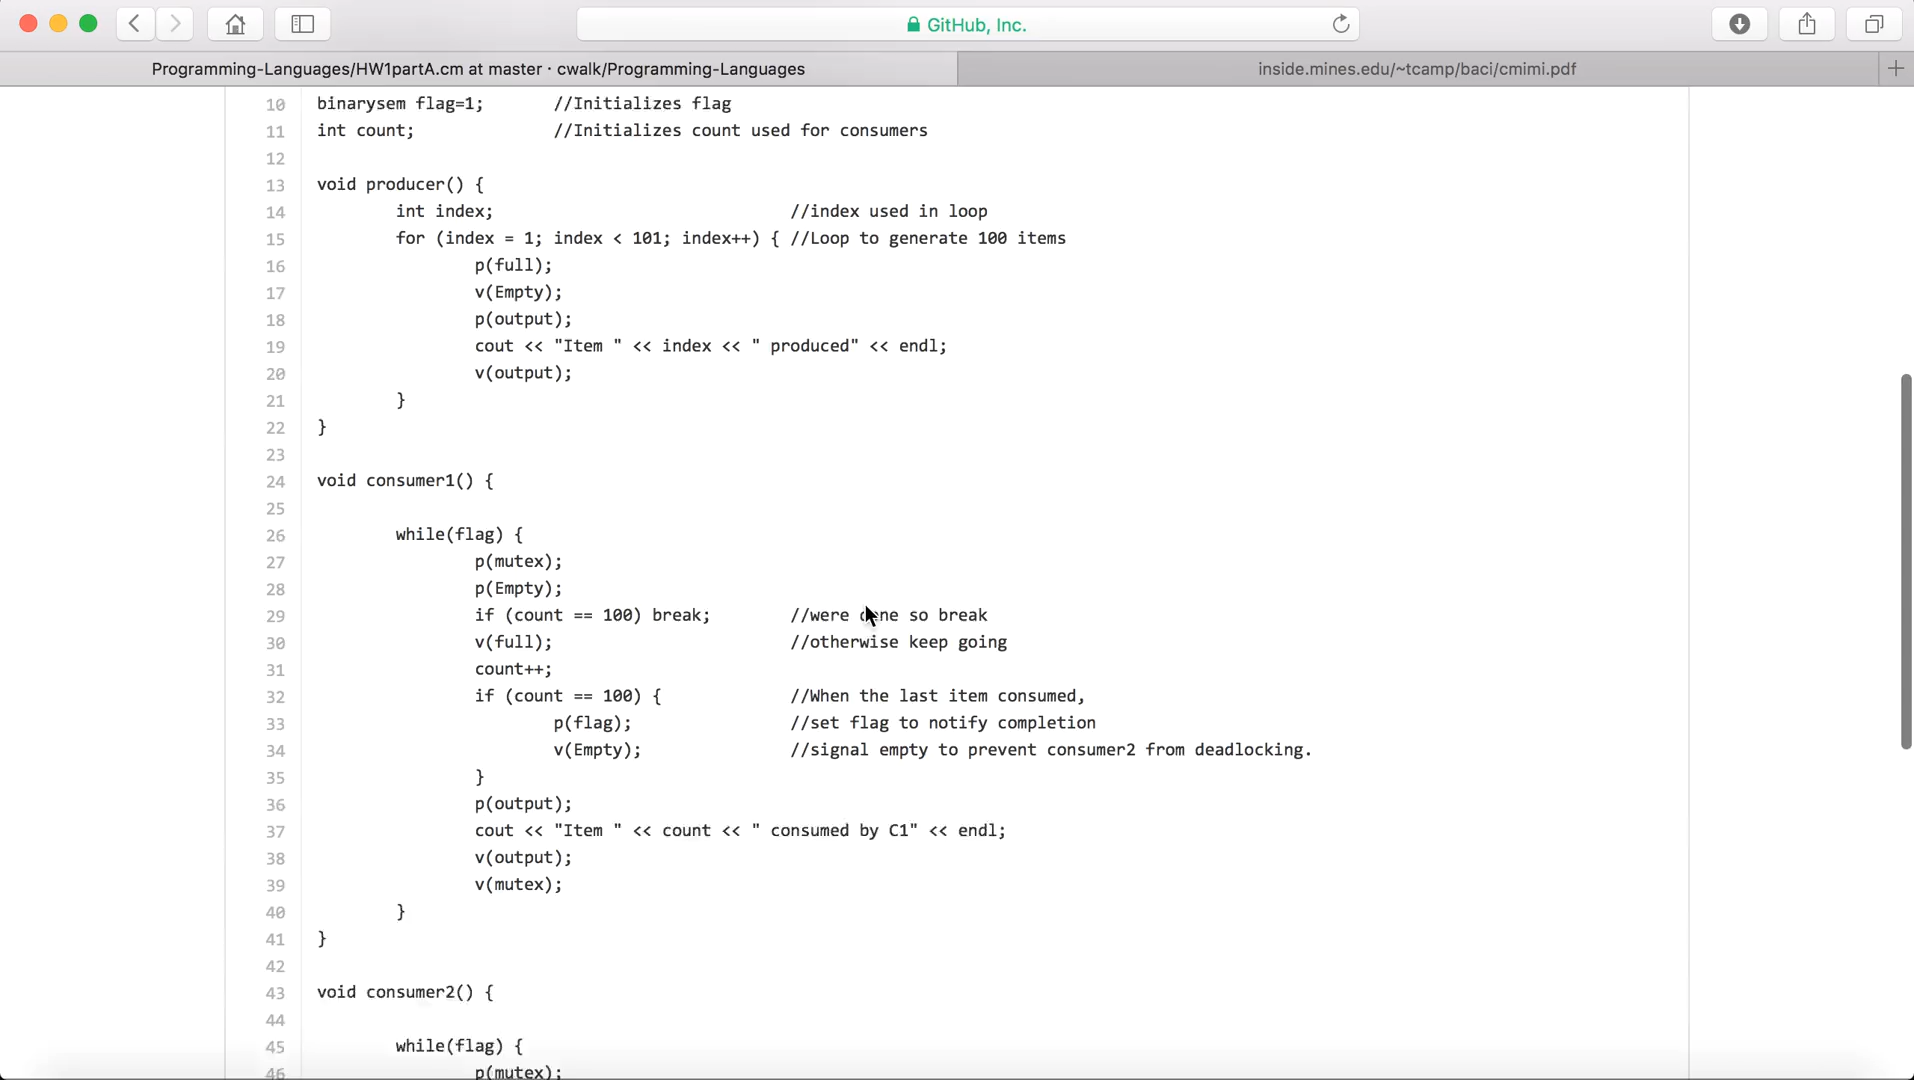 GitHub, Inc.
Programming-Languages/HW1partA.cm at master · cwalk/Programming-Languages
inside.mines.edu/~tcamp/baci/cmimi.pdf
10 binarysem flag=1; //Initializes flag
11 int count; //Initializes count used for consumers
12
13 void producer() {
14 int index; //index used in loop
15 for (index = 1; index < 101; index++) { //Loop to generate 100 items
16 p(full);
17 v(Empty);
18 p(output);
19 cout << "Item " << index << " produced" << endl;
20 v(output);
21 }
22 }
23
24 void consumer1() {
25
26 while(flag) {
27 p(mutex);
28 p(Empty);
29 if (count == 100) break; //were done so break
30 v(full); //otherwise keep going
31 count++;
32 if (count == 100) { //When the last item consumed,
33 p(flag); //set flag to notify completion
34 v(Empty); //signal empty to prevent consumer2 from deadlocking.
35 }
36 p(output);
37 cout << "Item " << count << " consumed by C1" << endl;
38 v(output);
39 v(mutex);
40 }
41 }
42
43 void consumer2() {
44
45 while(flag) {
46 p(mutex);